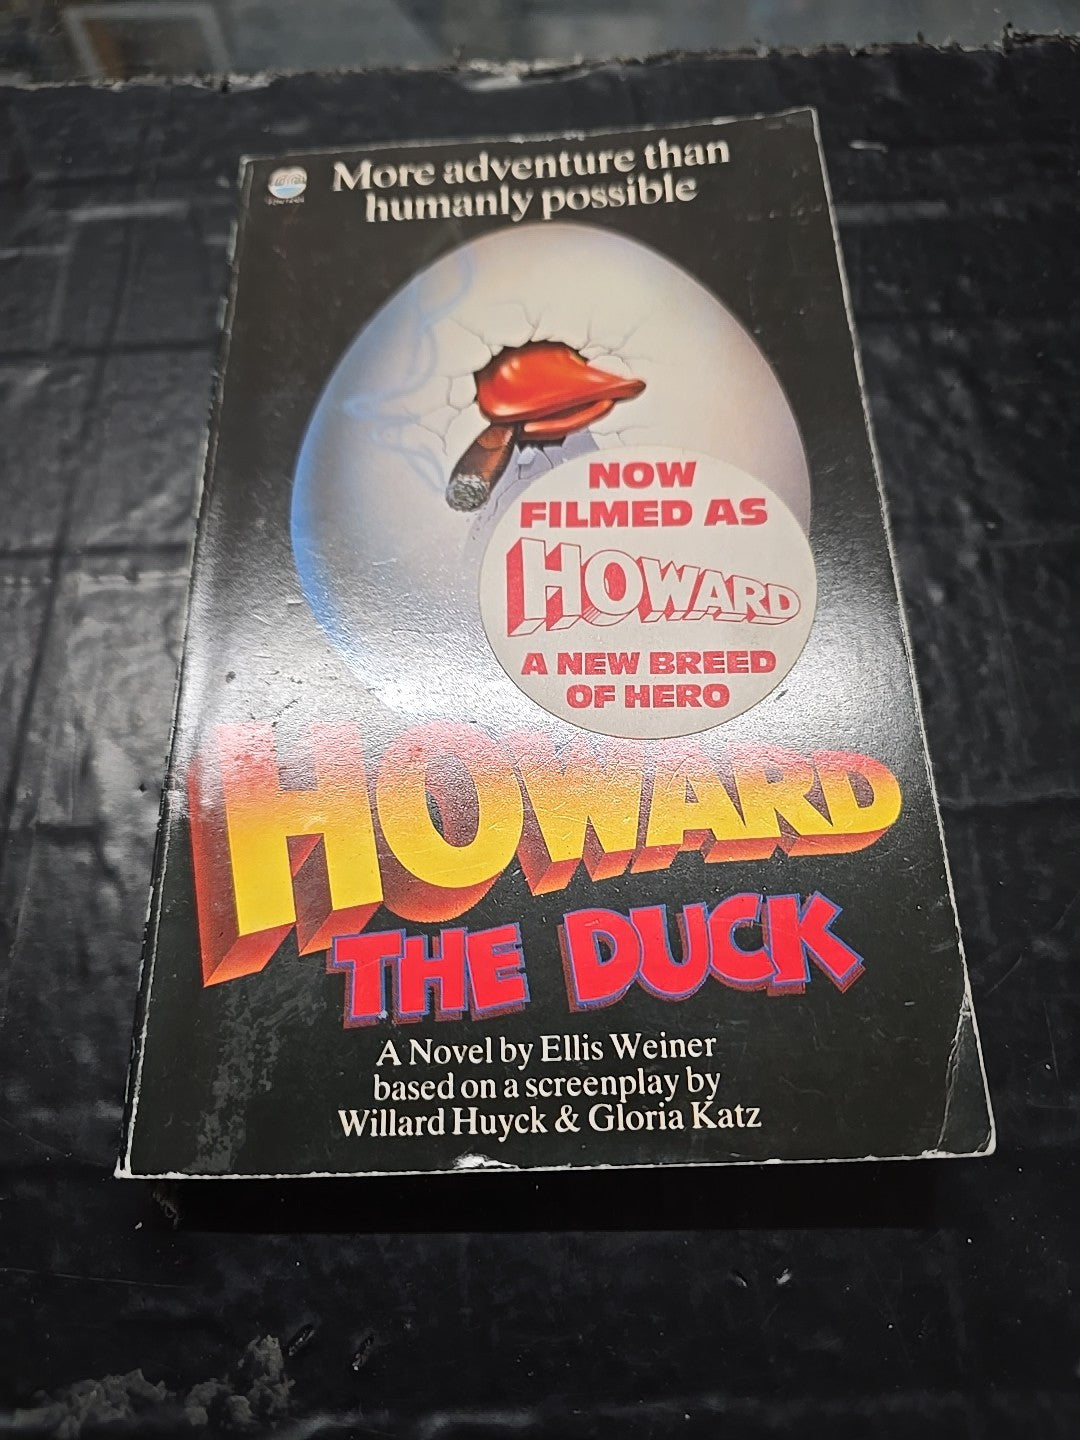 More adventure than
humanly possible
NOW
FILMED AS
HOWARD
A NEW BREED
OF HERO
HOWARD
THE DUCK
A Novel by Ellis Weiner
based on a screenplay by
Willard Huyck & Gloria Katz